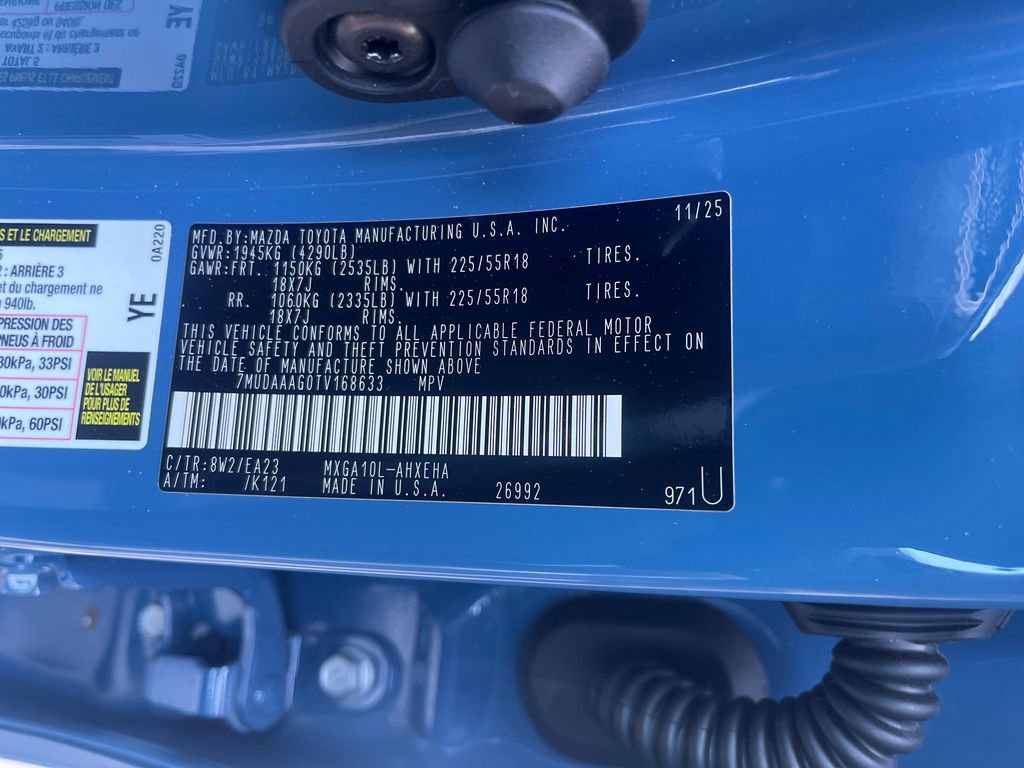 S ET LE CHARGEMENT
0A220
: ARRIÈRE 3
et du chargement ne
940lb.
YE
PRESSION DES
PNEUS À FROID
30kPa, 33PSI
0kPa, 30PSI
0kPa, 60PSI
VOIR LE MANUEL
DE L'USAGER
POUR PLUS DE
RENSEIGNEMENTS
11/25
MFD.BY:MAZDA TOYOTA MANUFACTURING U.S.A. INC.
GVWR:1945KG (4290LB)
GAWR:FRT. 1150KG (2535LB) WITH 225/55R18 TIRES.
18X7J RIMS.
RR. 1060KG (2335LB) WITH 225/55R18 TIRES.
18X7J RIMS.
THIS VEHICLE CONFORMS TO ALL APPLICABLE FEDERAL MOTOR
VEHICLE SAFETY AND THEFT PREVENTION STANDARDS IN EFFECT ON
THE DATE OF MANUFACTURE SHOWN ABOVE
7MUDAAAG0TV168633 MPV
C/TR:8W2/EA23 MXGA10L-AHXEHA
A/TM: /K121 MADE IN U.S.A. 26992
971U